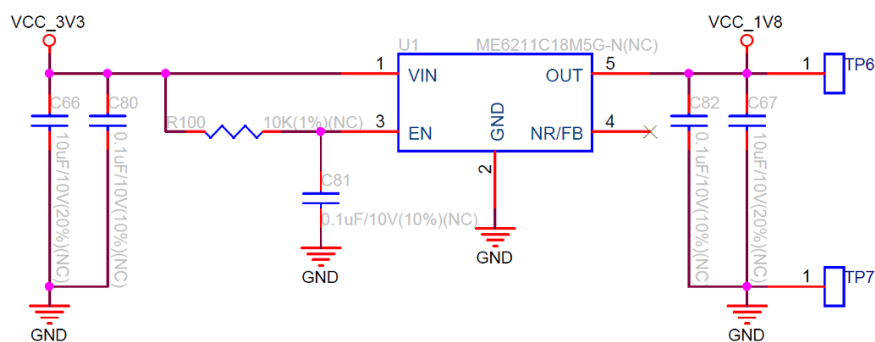 VCC_3V3
VCC_1V8
U1
ME6211C18M5G-N(NC)
1
VIN
OUT
5
1
TP6
C66
C80
C82
C67
R100
10K(1%)(NC)
3
EN
GND
NR/FB
4
10uF/10V(20%)(NC)
0.1uF/10V(10%)(NC)
2
0.1uF/10V(10%)(NC)
10uF/10V(20%)(NC)
C81
0.1uF/10V(10%)(NC)
GND
GND
1
TP7
GND
GND